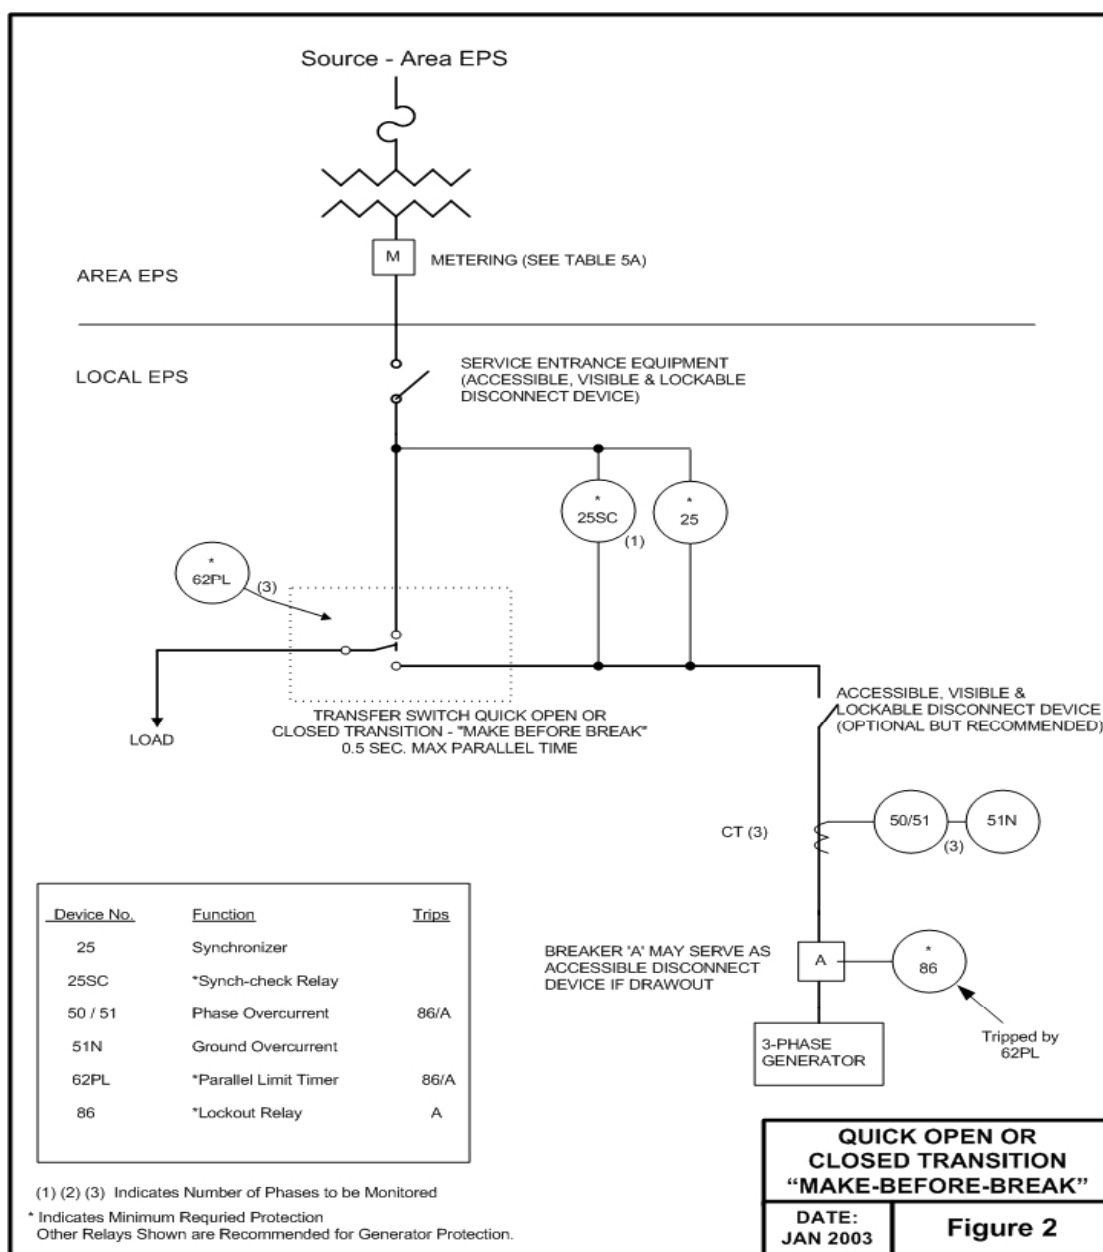 Source - Area EPS
M
METERING (SEE TABLE 5A)
AREA EPS
LOCAL EPS
SERVICE ENTRANCE EQUIPMENT
(ACCESSIBLE, VISIBLE & LOCKABLE
DISCONNECT DEVICE)
*
25SC
(1)
*
25
*
62PL
(3)
LOAD
TRANSFER SWITCH QUICK OPEN OR
CLOSED TRANSITION - "MAKE BEFORE BREAK"
0.5 SEC. MAX PARALLEL TIME
ACCESSIBLE, VISIBLE &
LOCKABLE DISCONNECT DEVICE
(OPTIONAL BUT RECOMMENDED)
CT (3)
50/51
(3)
51N
BREAKER 'A' MAY SERVE AS
ACCESSIBLE DISCONNECT
DEVICE IF DRAWOUT
A
*
86
Tripped by
62PL
3-PHASE
GENERATOR
Device No. Function Trips
25 Synchronizer
25SC *Synch-check Relay
50 / 51 Phase Overcurrent 86/A
51N Ground Overcurrent
62PL *Parallel Limit Timer 86/A
86 *Lockout Relay A
(1) (2) (3) Indicates Number of Phases to be Monitored
* Indicates Minimum Requried Protection
Other Relays Shown are Recommended for Generator Protection.
QUICK OPEN OR
CLOSED TRANSITION
“MAKE-BEFORE-BREAK”
DATE:
JAN 2003
Figure 2